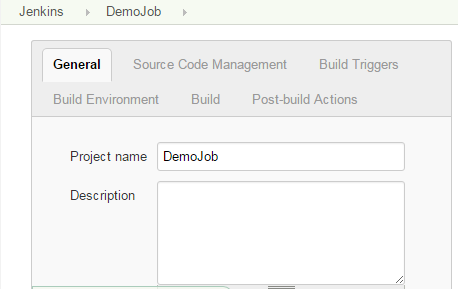 Jenkins DemoJob
General Source Code Management Build Triggers
Build Environment Build Post-build Actions
Project name DemoJob
Description